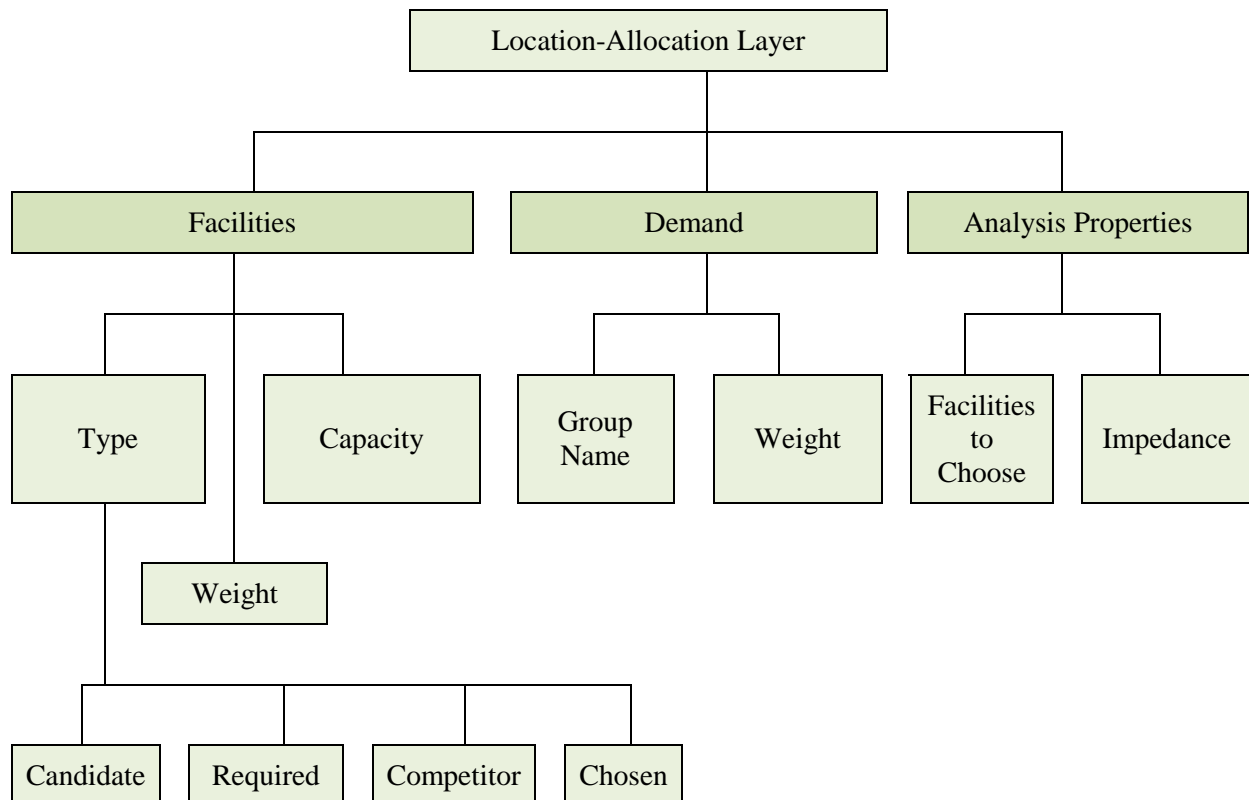 Location-Allocation Layer
Facilities
Demand
Analysis Properties
Type
Capacity
Group
Name
Weight
Facilities
to
Choose
Impedance
Weight
Candidate
Required
Competitor
Chosen